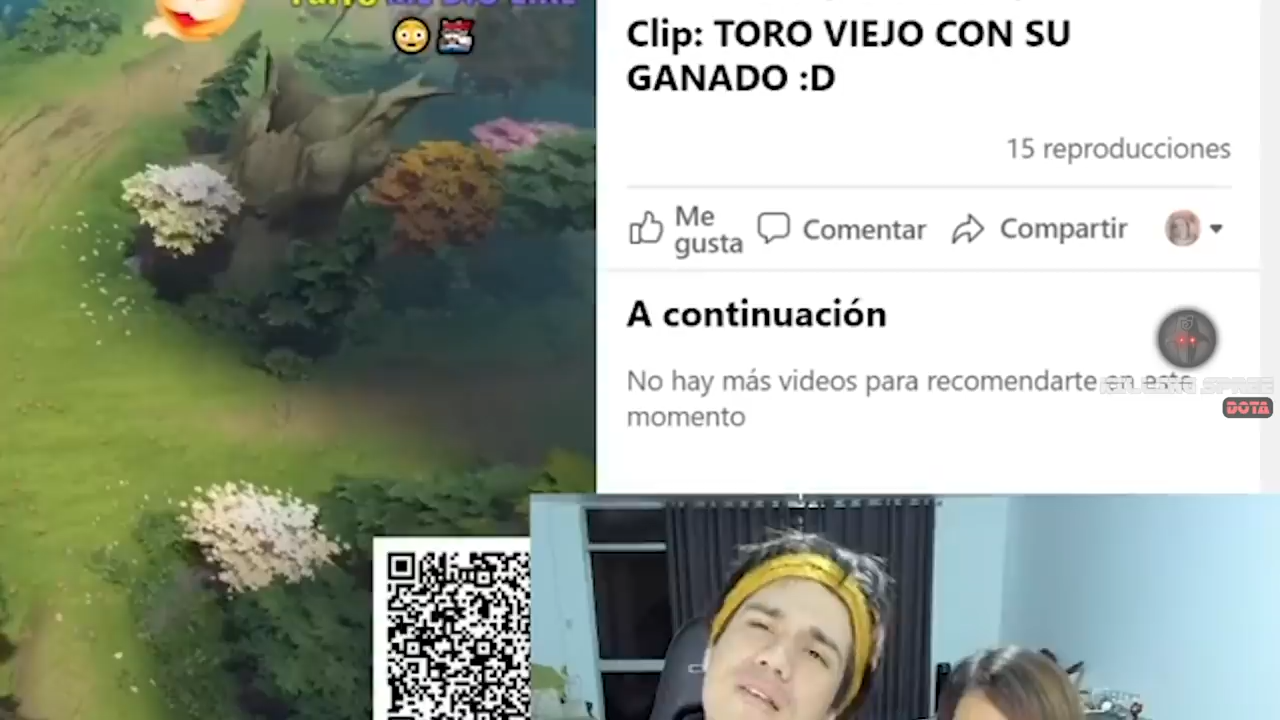 Clip: TORO VIEJO CON SU
GANADO :D
15 reproducciones
Me
gusta
Comentar
Compartir
A continuación
No hay más videos para recomendarte en este
momento
DOTA